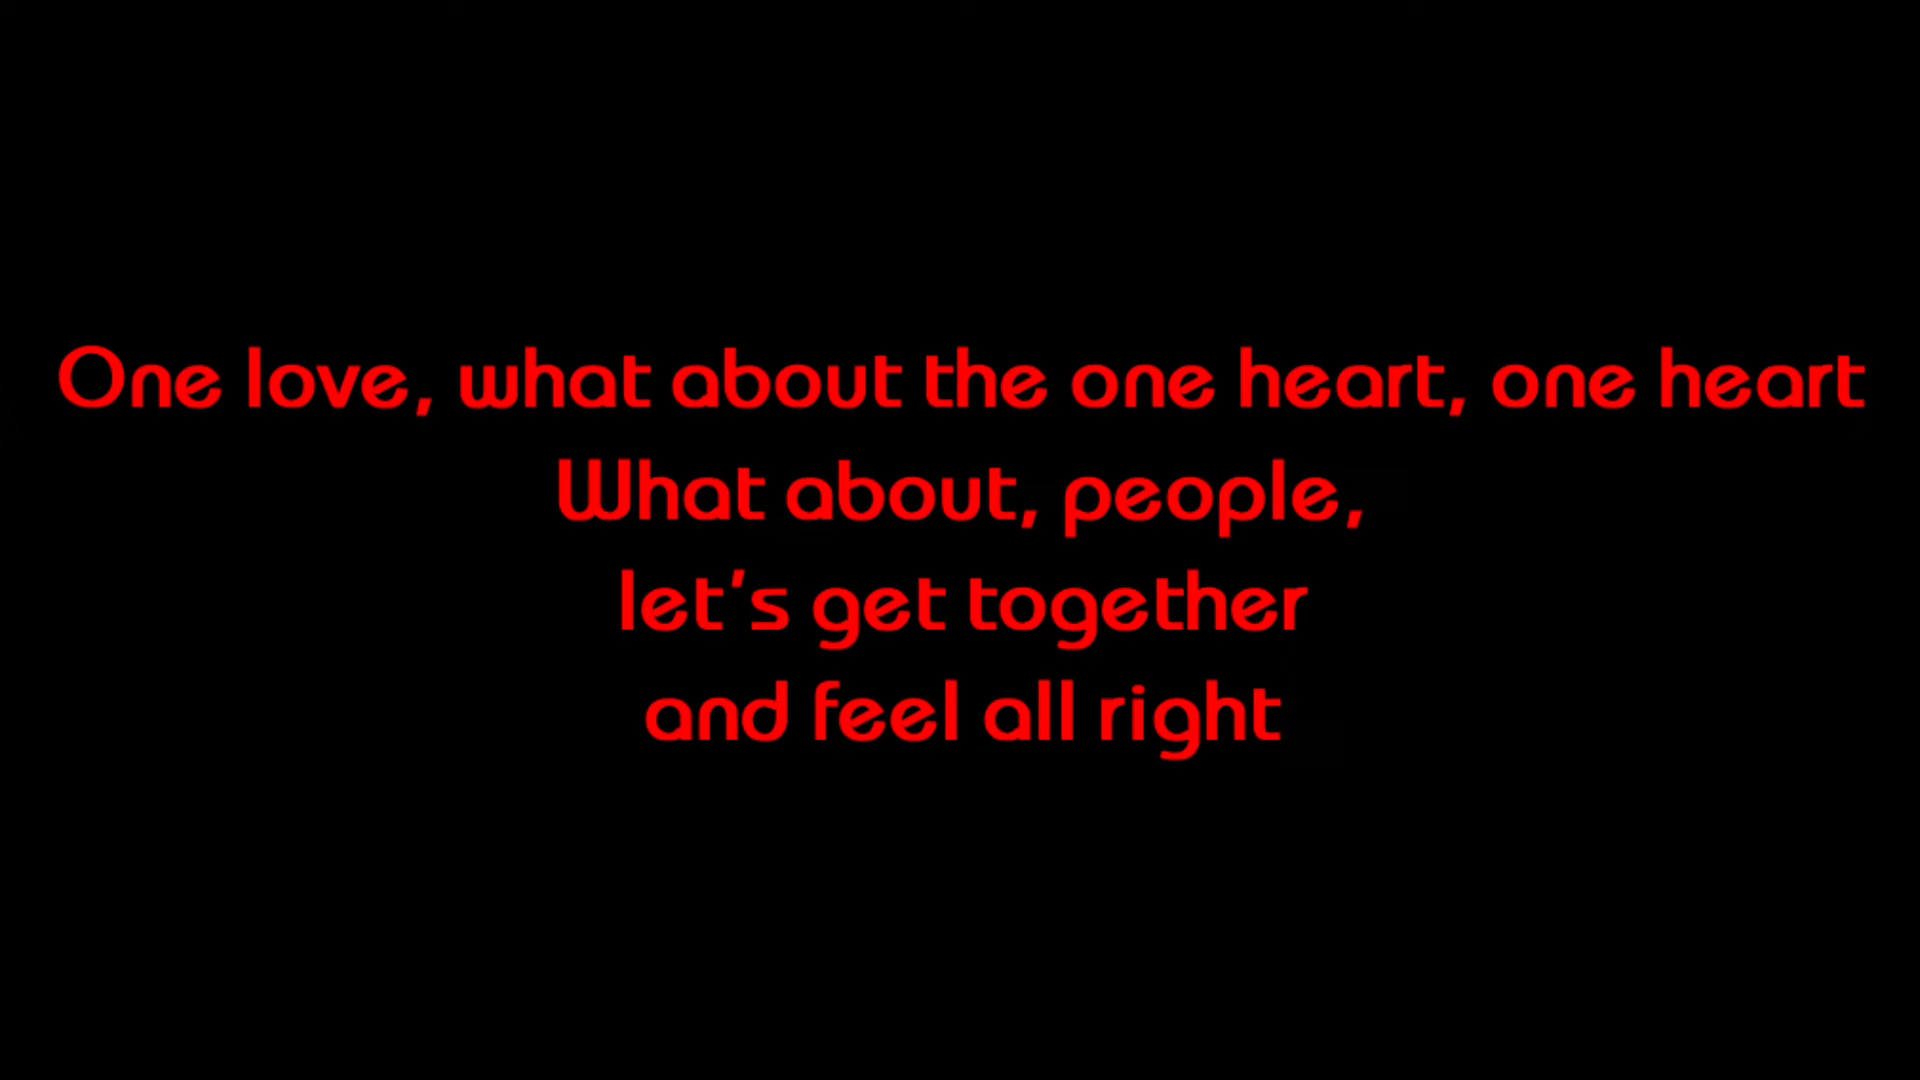 One love, what about the one heart, one heart
What about, people,
let's get together
and feel all right